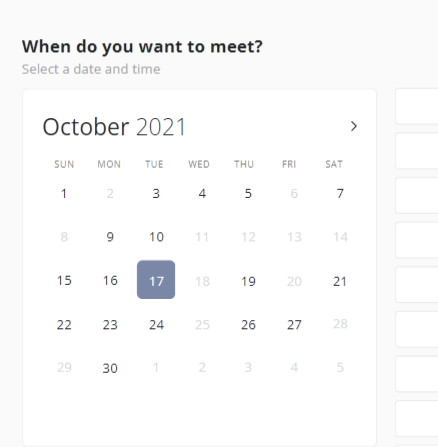 When do you want to meet?
Select a date and time
October 2021
SUN MON TUE WED THU FRI SAT
1 2 3 4 5 6 7
8 9 10 11 12 13 14
15 16 17 18 19 20 21
22 23 24 25 26 27 28
29 30 1 2 3 4 5